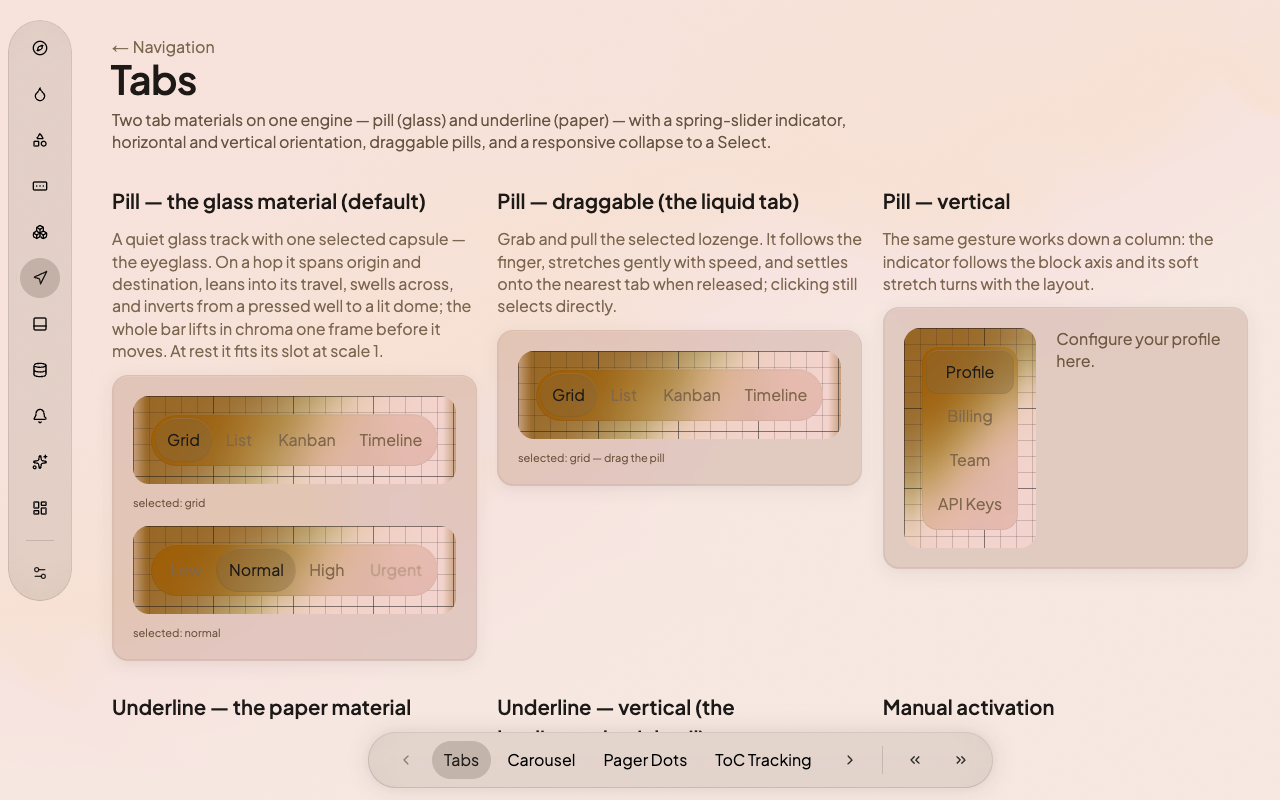 ← Navigation
Tabs
Two tab materials on one engine — pill (glass) and underline (paper) — with a spring-slider indicator,
horizontal and vertical orientation, draggable pills, and a responsive collapse to a Select.
Pill — the glass material (default)
A quiet glass track with one selected capsule —
the eyeglass. On a hop it spans origin and
destination, leans into its travel, swells across,
and inverts from a pressed well to a lit dome; the
whole bar lifts in chroma one frame before it
moves. At rest it fits its slot at scale 1.
Grid List Kanban Timeline
selected: grid
Low Normal High Urgent
selected: normal
Pill — draggable (the liquid tab)
Grab and pull the selected lozenge. It follows the
finger, stretches gently with speed, and settles
onto the nearest tab when released; clicking still
selects directly.
Grid List Kanban Timeline
selected: grid — drag the pill
Pill — vertical
The same gesture works down a column: the
indicator follows the block axis and its soft
stretch turns with the layout.
Profile
Billing
Team
API Keys
Configure your profile
here.
Underline — the paper material
Underline — vertical (the
Manual activation
Tabs Carousel Pager Dots ToC Tracking